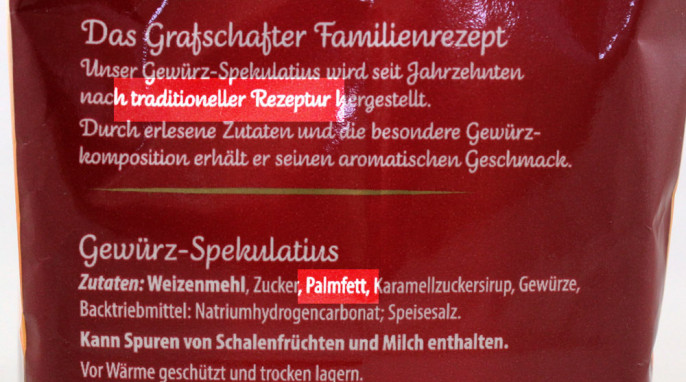 Das Grafschafter Familienrezept
Unser Gewürz-Spekulatius wird seit Jahrzehnten
nach traditioneller Rezeptur hergestellt.
Durch erlesene Zutaten und die besondere Gewürz-
komposition erhält er seinen aromatischen Geschmack.
Gewürz-Spekulatius
Zutaten: Weizenmehl, Zucker, Palmfett, Karamellzuckersirup, Gewürze,
Backtriebmittel: Natriumhydrogencarbonat; Speisesalz.
Kann Spuren von Schalenfrüchten und Milch enthalten.
Vor Wärme geschützt und trocken lagern.